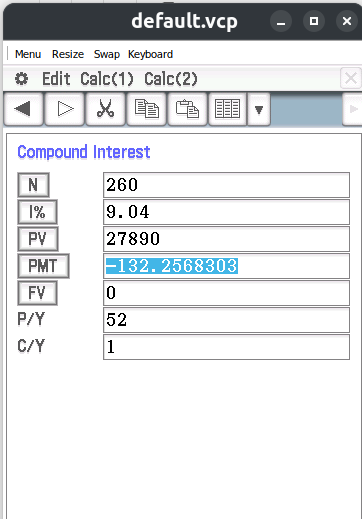 default.vcp
Menu Resize Swap Keyboard
Edit Calc(1) Calc(2)
Compound Interest
N 260
I% 9.04
PV 27890
PMT -132.2568303
FV 0
P/Y 52
C/Y 1